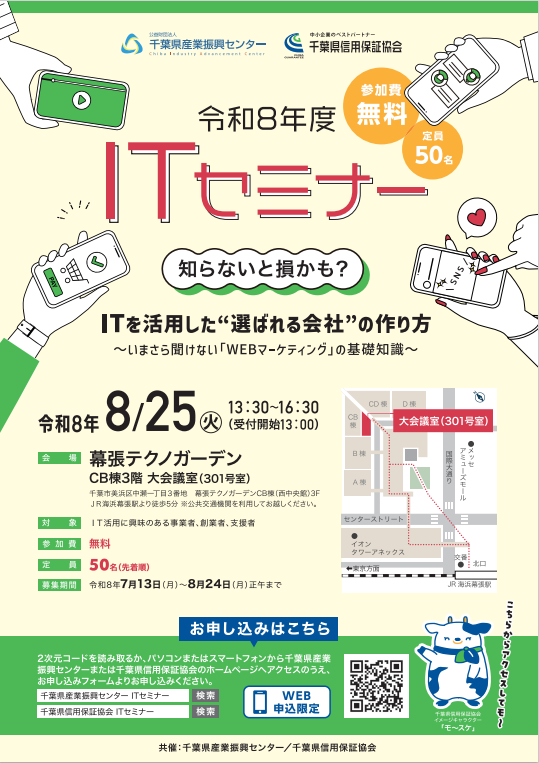 公益財団法人
千葉県産業振興センター
Chiba Industry Advancement Center
中小企業のベストパートナー
千葉県信用保証協会
参加費
無料
定員
50名
令和8年度
ITセミナー
PAY
SNS!
知らないと損かも?
ITを活用した“選ばれる会社”の作り方
〜いまさら聞けない「WEBマーケティング」の基礎知識〜
令和8年 8/25 火 13:30~16:30
(受付開始13:00)
会場 幕張テクノガーデン
CB棟3階 大会議室(301号室)
千葉市美浜区中瀬一丁目3番地 幕張テクノガーデンCB棟(西中央館)3F
JR海浜幕張駅より徒歩5分 ※公共交通機関を利用してお越しください。
対象 IT活用に興味のある事業者、創業者、支援者
参加費 無料
定員 50名(先着順)
募集期間 令和8年7月13日(月)~8月24日(月)正午まで
CD棟
D棟
CB棟
大会議室(301号室)
B棟
A棟
国際大通り
メッセ
アミューズモール
センターストリート
イオン
タワーアネックス
交番
北口
←東京方面
JR海浜幕張駅
お申し込みはこちら
2次元コードを読み取るか、パソコンまたはスマートフォンから千葉県産業
振興センターまたは千葉県信用保証協会のホームページへアクセスのうえ、
お申し込みフォームよりお申し込みください。
千葉県産業振興センター ITセミナー 検索
千葉県信用保証協会 ITセミナー 検索
WEB
申込限定
こちらからアクセスしてモ〜
千葉県信用保証協会
イメージキャラクター
「モースケ」
共催:千葉県産業振興センター/千葉県信用保証協会